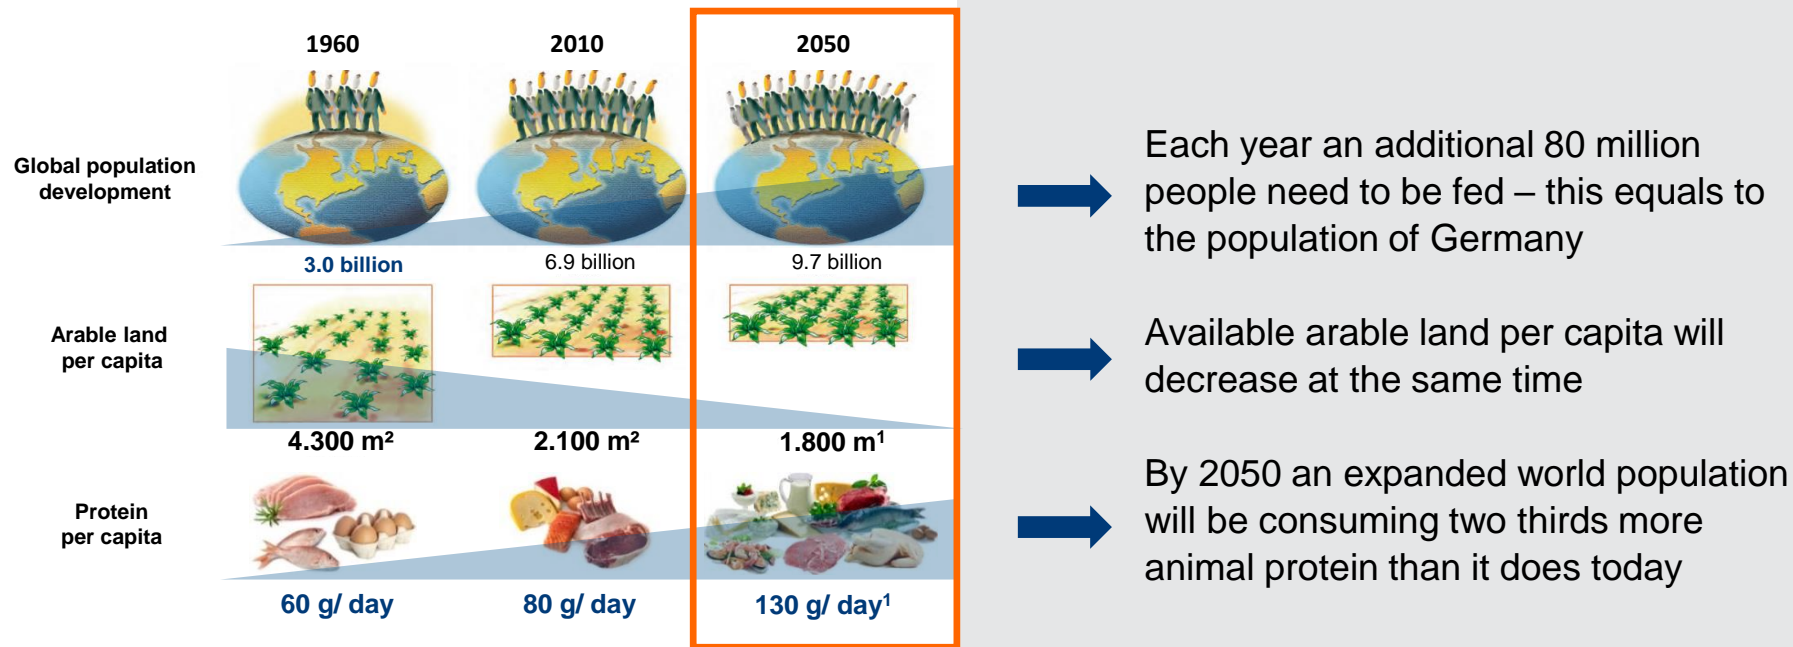 1960
2010
2050
Global population
development
3.0 billion
6.9 billion
9.7 billion
Arable land
per capita
4.300 m²
2.100 m²
1.800 m¹
Protein
per capita
60 g/ day
80 g/ day
130 g/ day¹
Each year an additional 80 million
people need to be fed – this equals to
the population of Germany
Available arable land per capita will
decrease at the same time
By 2050 an expanded world population
will be consuming two thirds more
animal protein than it does today